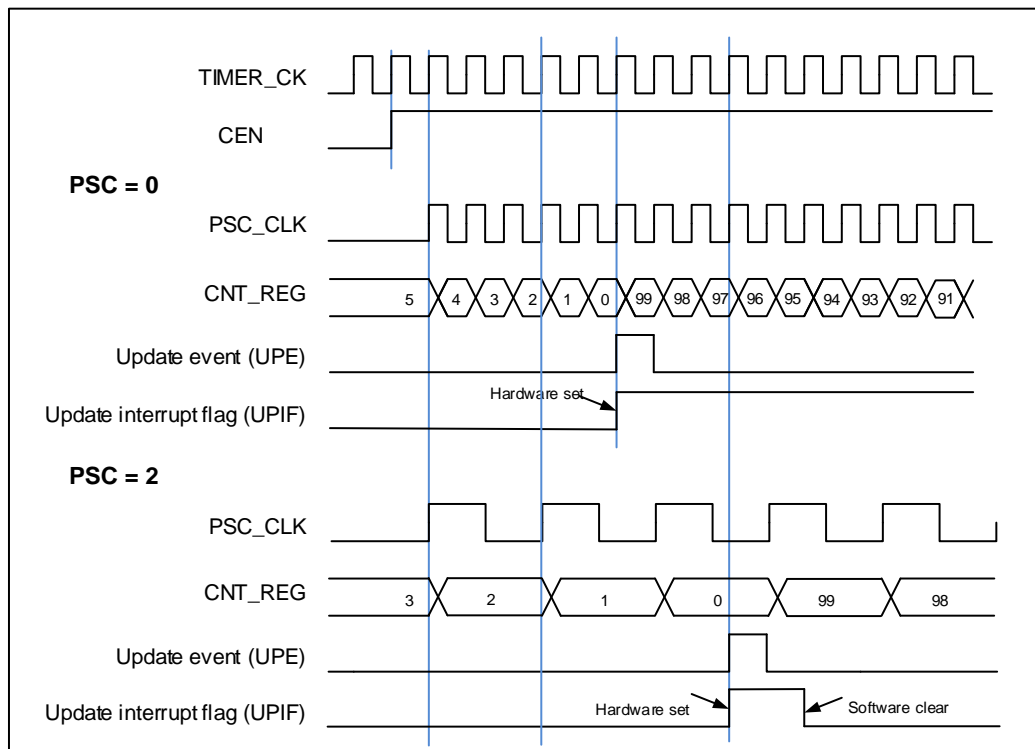 TIMER_CK
CEN
PSC = 0
PSC_CLK
CNT_REG 5 4 3 2 1 0 99 98 97 96 95 94 93 92 91
Update event (UPE)
Hardware set
Update interrupt flag (UPIF)
PSC = 2
PSC_CLK
CNT_REG 3 2 1 0 99 98
Update event (UPE)
Update interrupt flag (UPIF) Hardware set Software clear